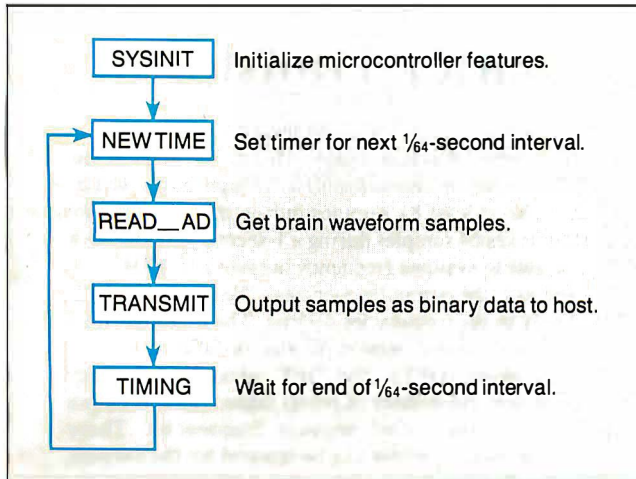 SYSINIT Initialize microcontroller features.
NEWTIME Set timer for next 1/64-second interval.
READ__AD Get brain waveform samples.
TRANSMIT Output samples as binary data to host.
TIMING Wait for end of 1/64-second interval.